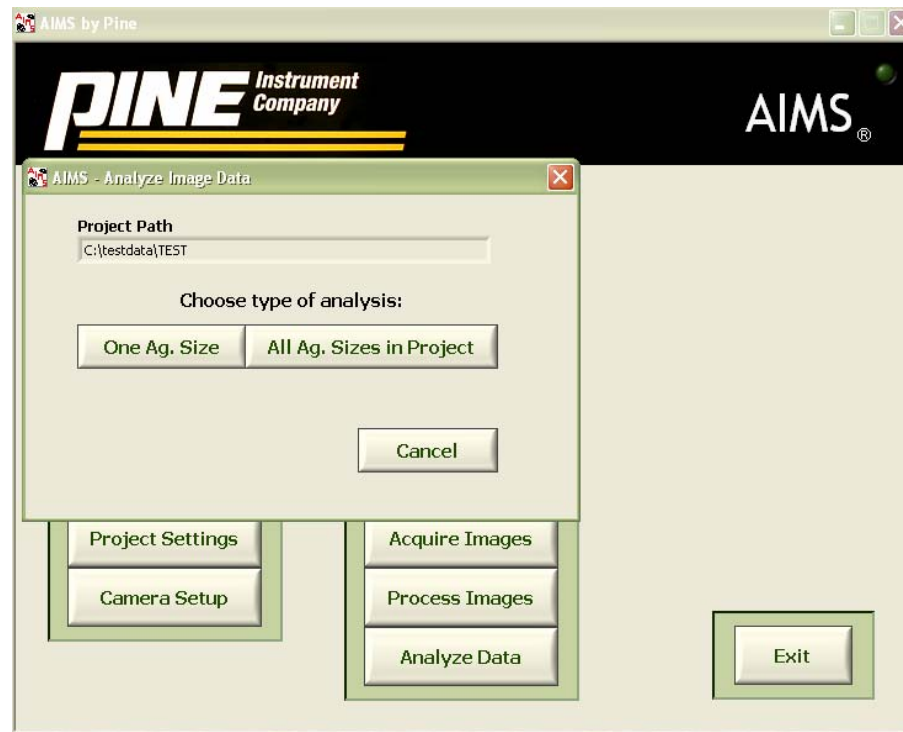 AIMS by Pine
PINE Instrument Company
AIMS®
AIMS - Analyze Image Data
Project Path
C:\testdata\TEST
Choose type of analysis:
One Ag. Size
All Ag. Sizes in Project
Cancel
Project Settings
Acquire Images
Camera Setup
Process Images
Analyze Data
Exit